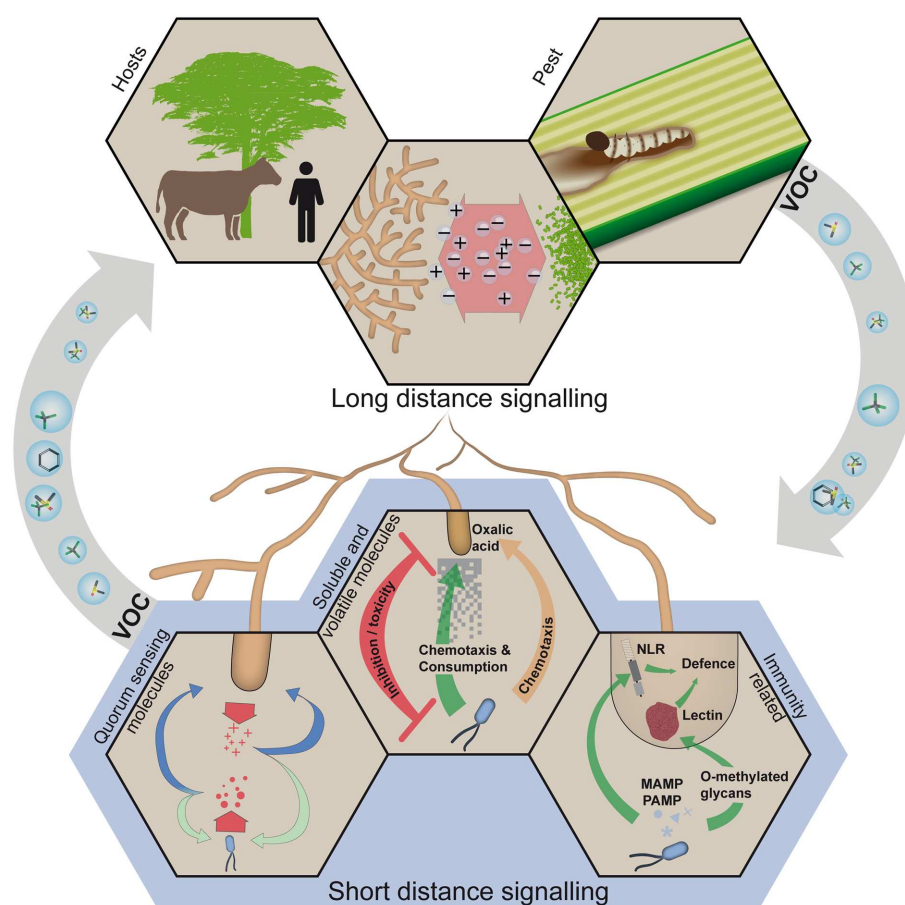 Hosts
Pest
VOC
Long distance signalling
VOC
Quorum sensing
molecules
Soluble and
volatile molecules
Oxalic
acid
Inhibition / toxicity
Chemotaxis &
Consumption
Chemotaxis
Immunity
related
NLR
Defence
Lectin
MAMP
PAMP
O-methylated
glycans
Short distance signalling